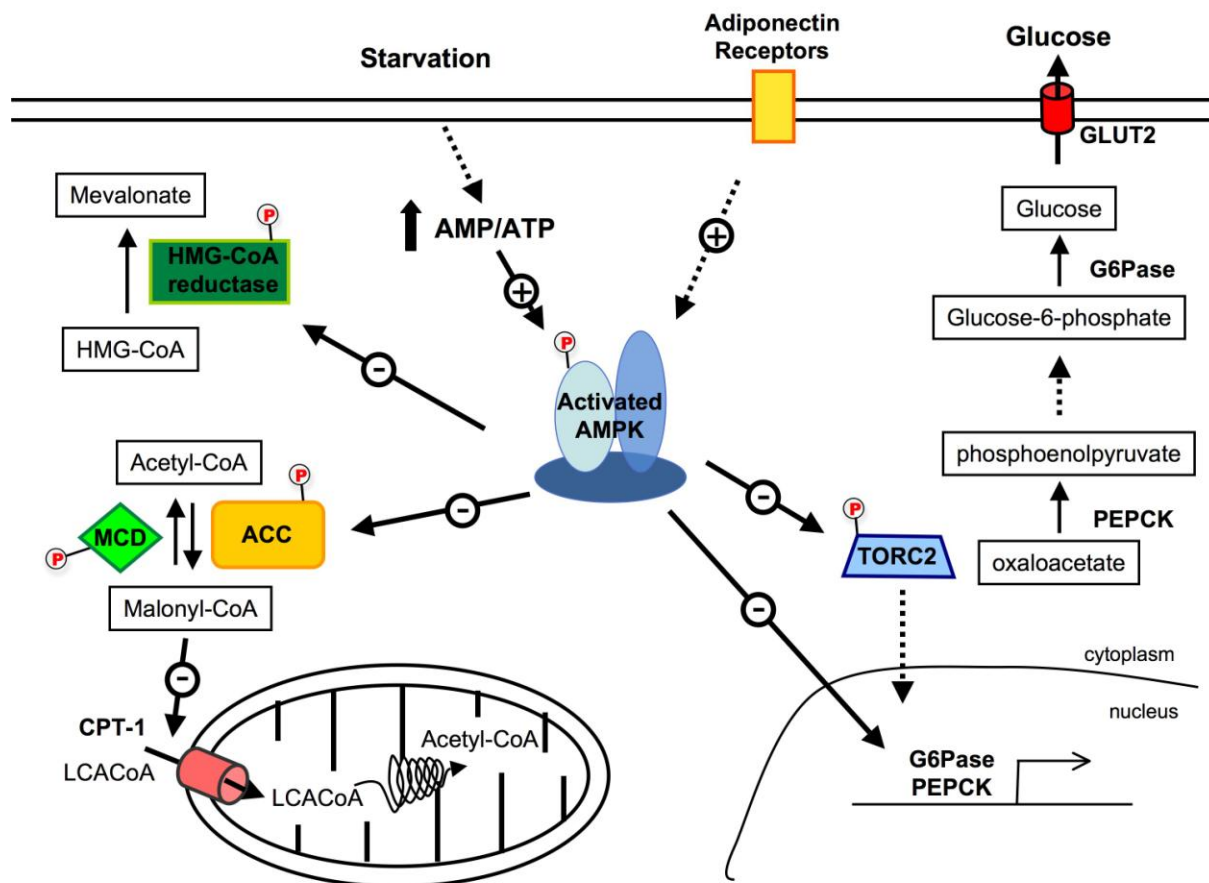 Starvation
Adiponectin
Receptors
Glucose
GLUT2
Mevalonate
P
HMG-CoA
reductase
HMG-CoA
AMP/ATP
+
+
Glucose
G6Pase
Glucose-6-phosphate
-
P
Activated
AMPK
phosphoenolpyruvate
PEPCK
oxaloacetate
Acetyl-CoA
P
MCD
P
ACC
-
-
P
TORC2
Malonyl-CoA
-
-
cytoplasm
nucleus
CPT-1
LCACoA
LCACoA
Acetyl-CoA
G6Pase
PEPCK